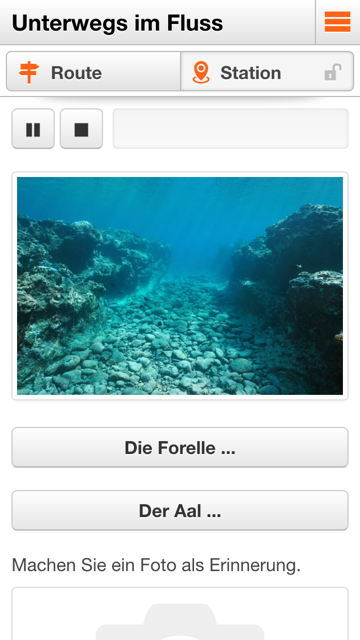 Unterwegs im Fluss
Route
Station
Die Forelle ...
Der Aal ...
Machen Sie ein Foto als Erinnerung.